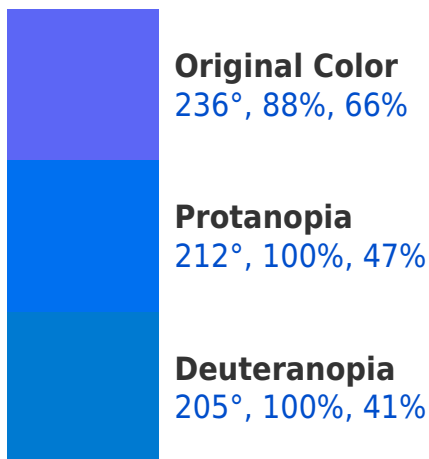 Original Color
236°, 88%, 66%
Protanopia
212°, 100%, 47%
Deuteranopia
205°, 100%, 41%